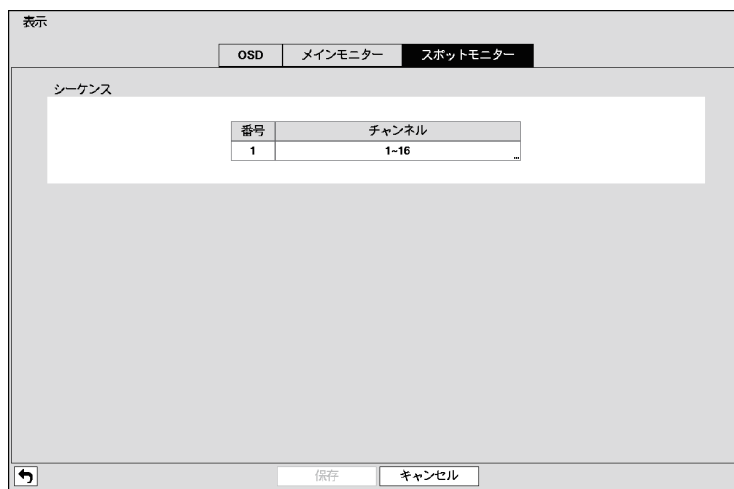 表示
OSD メインモニター スポットモニター
シーケンス
番号 チャンネル
1 1~16 ...
保存 キャンセル